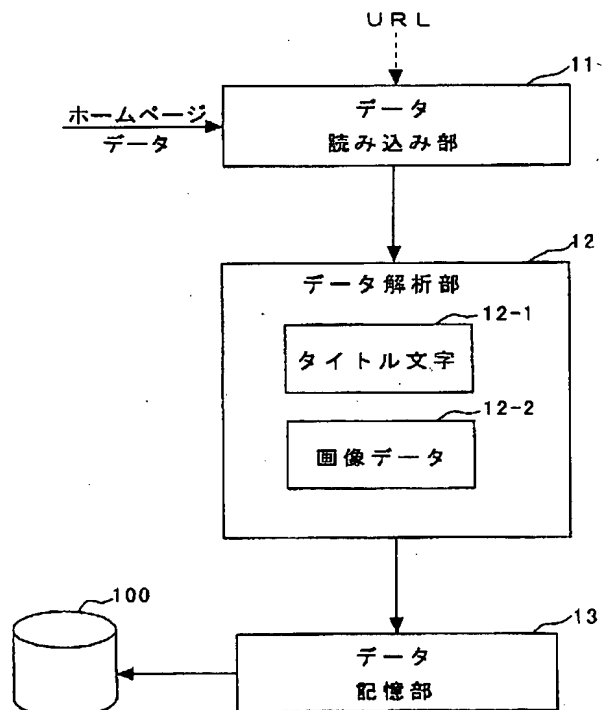 URL
11
データ
読み込み部
ホームページ
データ
12
データ解析部
12-1
タイトル文字
12-2
画像データ
100
13
データ
記憶部